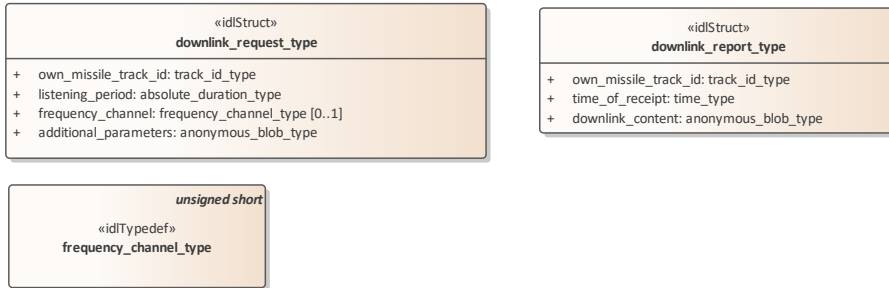 «idlStruct»
downlink_request_type
+ own_missile_track_id: track_id_type
+ listening_period: absolute_duration_type
+ frequency_channel: frequency_channel_type [0..1]
+ additional_parameters: anonymous_blob_type
«idlStruct»
downlink_report_type
+ own_missile_track_id: track_id_type
+ time_of_receipt: time_type
+ downlink_content: anonymous_blob_type
unsigned short
«idlTypedef»
frequency_channel_type